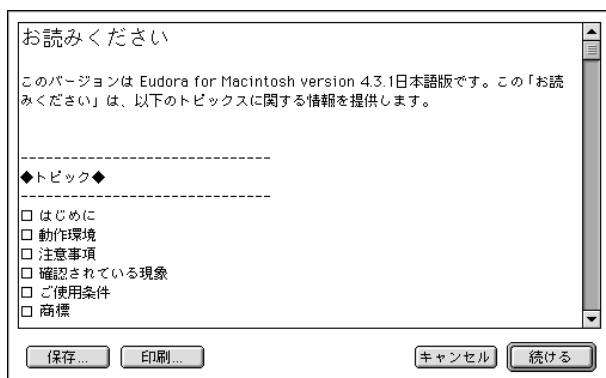 お読みください
このバージョンは Eudora for Macintosh version 4.3.1日本語版です。この「お読
みください」は、以下のトピックスに関する情報を提供します。
------------------------------
◆トピック◆
------------------------------
□ はじめに
□ 動作環境
□ 注意事項
□ 確認されている現象
□ ご使用条件
□ 商標
保存... 印刷... キャンセル 続ける